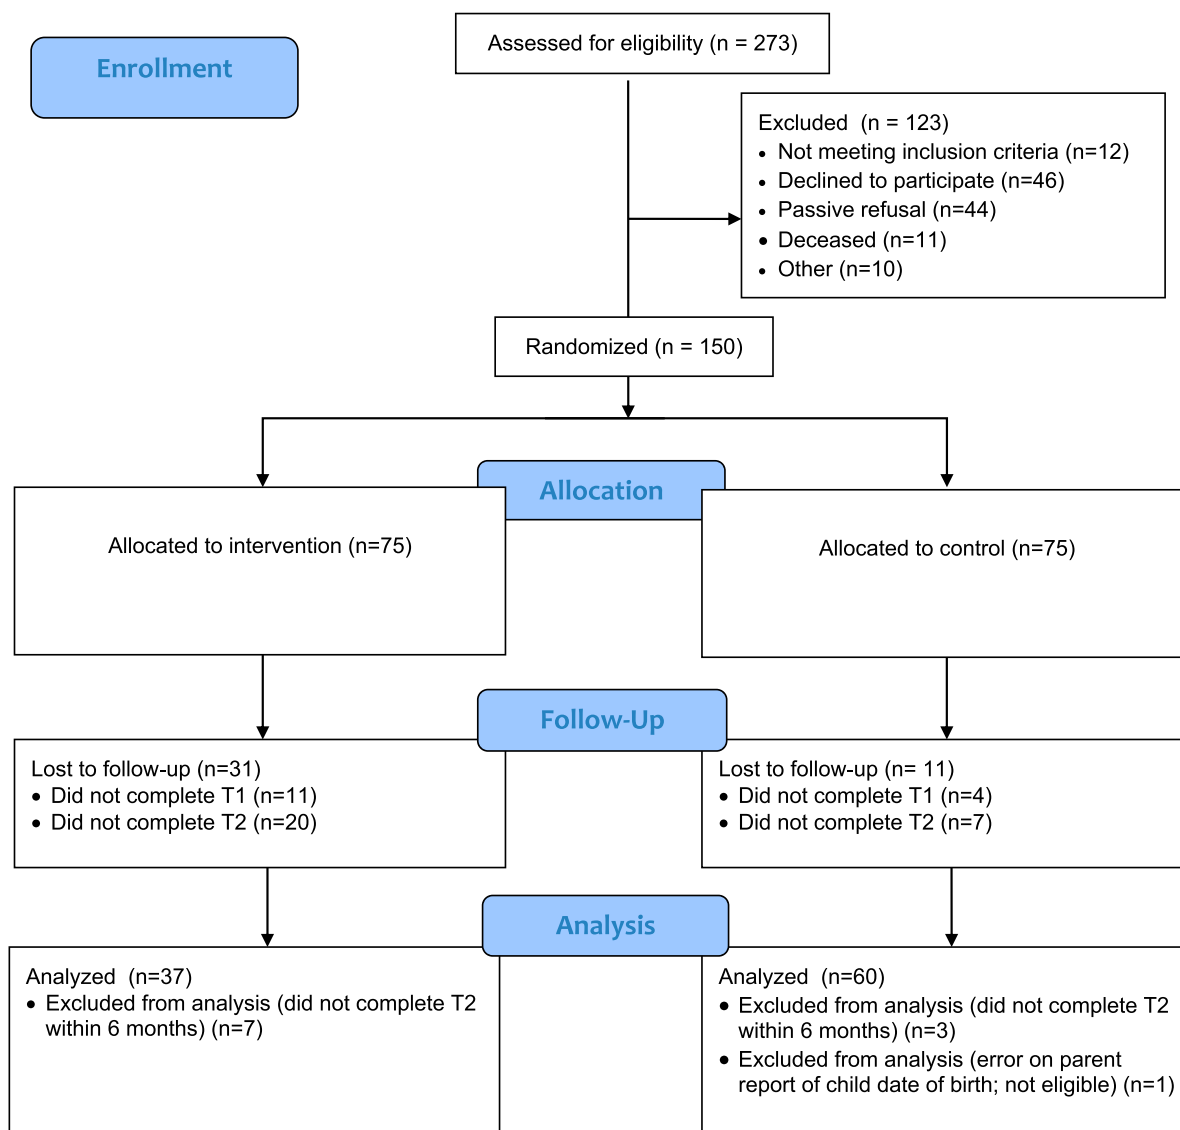 Assessed for eligibility (n = 273)
Enrollment
Excluded (n = 123)
• Not meeting inclusion criteria (n=12)
• Declined to participate (n=46)
• Passive refusal (n=44)
• Deceased (n=11)
• Other (n=10)
Randomized (n = 150)
Allocation
Allocated to intervention (n=75)
Allocated to control (n=75)
Follow-Up
Lost to follow-up (n=31)
• Did not complete T1 (n=11)
• Did not complete T2 (n=20)
Lost to follow-up (n= 11)
• Did not complete T1 (n=4)
• Did not complete T2 (n=7)
Analysis
Analyzed (n=37)
• Excluded from analysis (did not complete T2
within 6 months) (n=7)
Analyzed (n=60)
• Excluded from analysis (did not complete T2
within 6 months) (n=3)
• Excluded from analysis (error on parent
report of child date of birth; not eligible) (n=1)